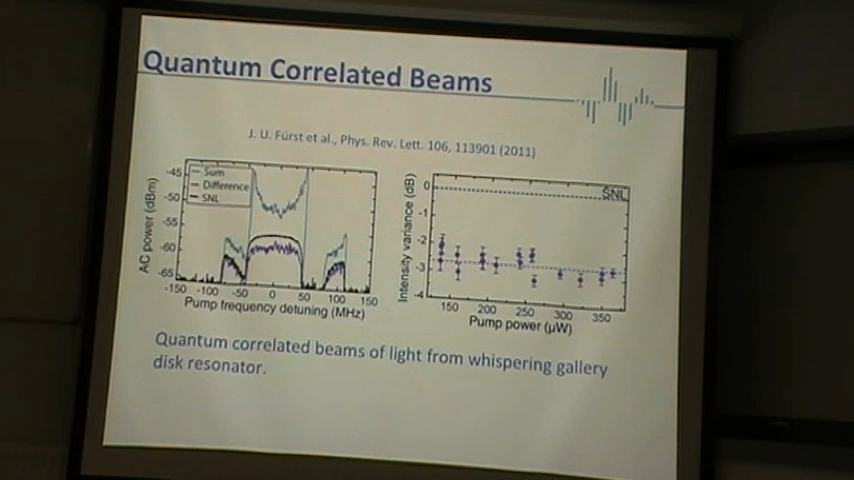 Quantum Correlated Beams
J. U. Fürst et al., Phys. Rev. Lett. 106, 113901 (2011)
AC power (dBm)
-45
-50
-55
-60
-65
Sum
Difference
SNL
-150 -100 -50 0 50 100 150
Pump frequency detuning (MHz)
Intensity variance (dB)
0
-1
-2
-3
-4
SNL
150 200 250 300 350
Pump power (μW)
Quantum correlated beams of light from whispering gallery
disk resonator.